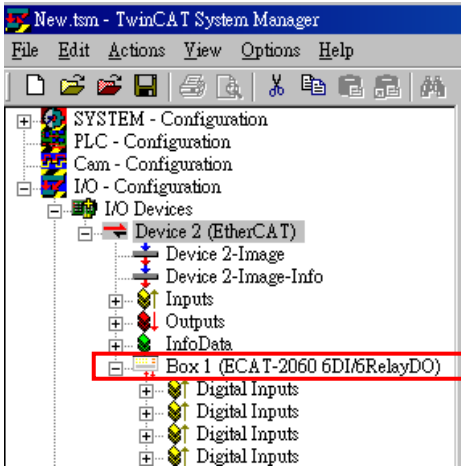 New.tsm - TwinCAT System Manager
File Edit Actions View Options Help
SYSTEM - Configuration
PLC - Configuration
Cam - Configuration
I/O - Configuration
I/O Devices
Device 2 (EtherCAT)
Device 2-Image
Device 2-Image-Info
Inputs
Outputs
InfoData
Box 1 (ECAT-2060 6DI/6RelayDO)
Digital Inputs
Digital Inputs
Digital Inputs
Digital Inputs